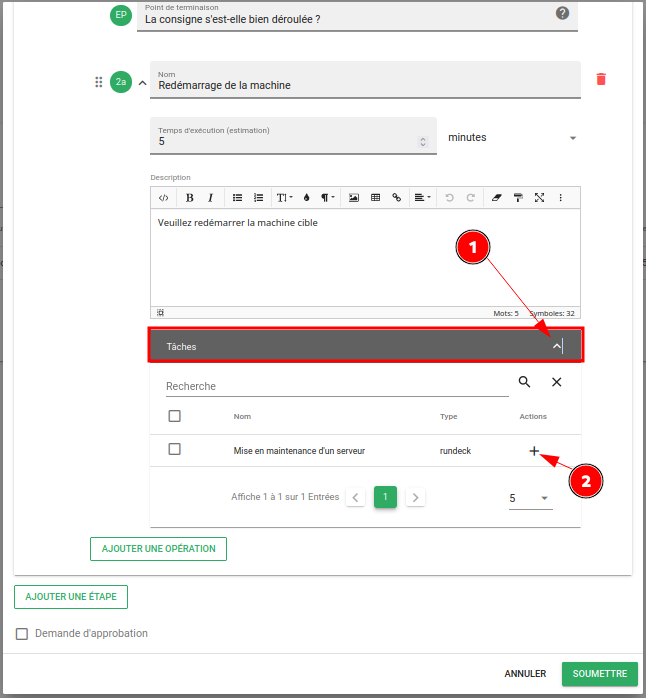 EP
Point de terminaison
La consigne s'est-elle bien déroulée ?
2a
Nom
Redémarrage de la machine
Temps d'exécution (estimation)
5
minutes
Description
Veuillez redémarrer la machine cible
1
Mots: 5 Symboles: 32
Tâches
Recherche
Nom Type Actions
Mise en maintenance d'un serveur rundeck
2
Affiche 1 à 1 sur 1 Entrées 1 5
AJOUTER UNE OPÉRATION
AJOUTER UNE ÉTAPE
Demande d'approbation
ANNULER SOUMETTRE